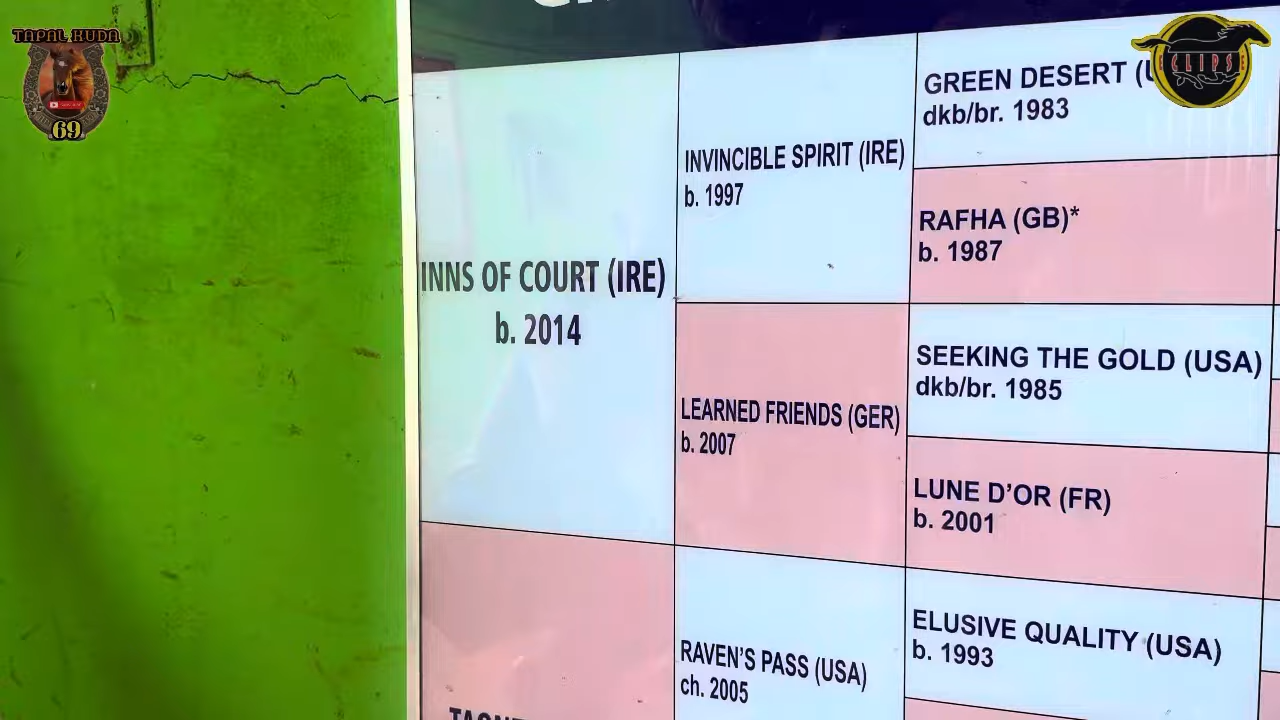 TAPAL KUDA
69
INNS OF COURT (IRE)
b. 2014
INVINCIBLE SPIRIT (IRE)
b. 1997
LEARNED FRIENDS (GER)
b. 2007
RAVEN'S PASS (USA)
ch. 2005
GREEN DESERT
dkb/br. 1983
RAFHA (GB)*
b. 1987
SEEKING THE GOLD (USA)
dkb/br. 1985
LUNE D'OR (FR)
b. 2001
ELUSIVE QUALITY (USA)
b. 1993